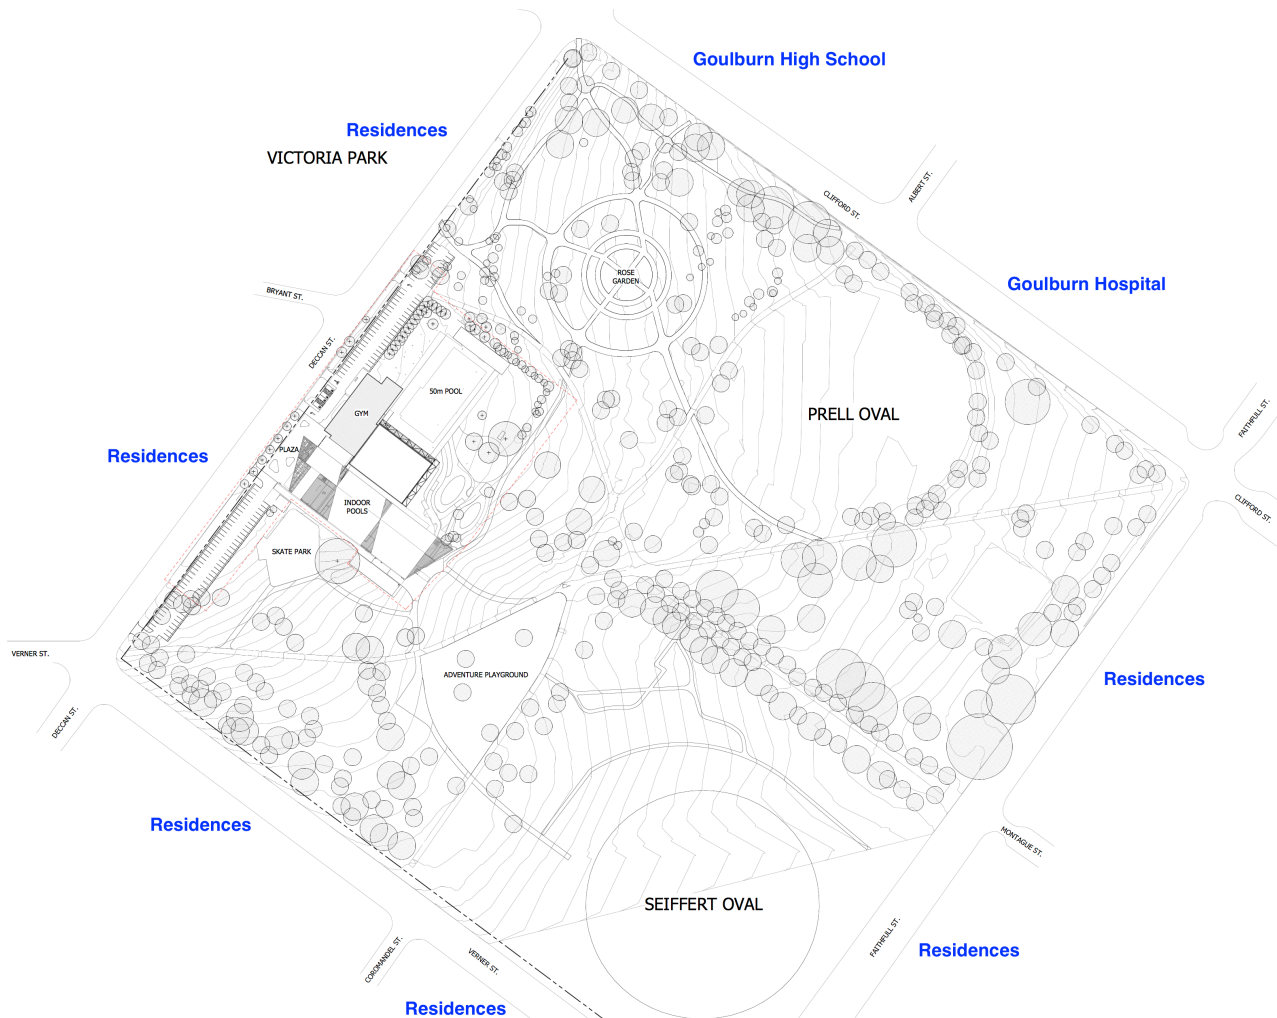 Goulburn High School
Residences
VICTORIA PARK
ALBERT ST.
CLIFFORD ST.
ROSE
GARDEN
Goulburn Hospital
BRYANT ST.
DECCAN ST.
50m POOL
GYM
PRELL OVAL
FAITHFULL ST.
PLAZA
Residences
INDOOR
POOLS
CLIFFORD ST.
SKATE PARK
VERNER ST.
ADVENTURE PLAYGROUND
Residences
DECCAN ST.
Residences
MONTAGUE ST.
SEIFFERT OVAL
FAITHFULL ST.
Residences
COROMANDEL ST.
VERNER ST.
Residences